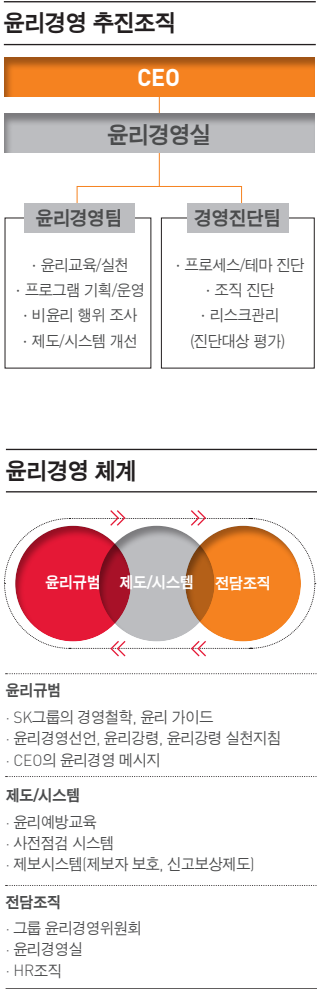 윤리경영 추진조직
CEO
윤리경영실
윤리경영팀
· 윤리교육/실천
· 프로그램 기획/운영
· 비윤리 행위 조사
· 제도/시스템 개선
경영진단팀
· 프로세스/테마 진단
· 조직 진단
· 리스크관리
(진단대상 평가)
윤리경영 체계
윤리규범
제도/시스템
전담조직
윤리규범
· SK그룹의 경영철학, 윤리 가이드
· 윤리경영선언, 윤리강령, 윤리강령 실천지침
· CEO의 윤리경영 메시지
제도/시스템
· 윤리예방교육
· 사전점검 시스템
· 제보시스템(제보자 보호, 신고보상제도)
전담조직
· 그룹 윤리경영위원회
· 윤리경영실
· HR조직